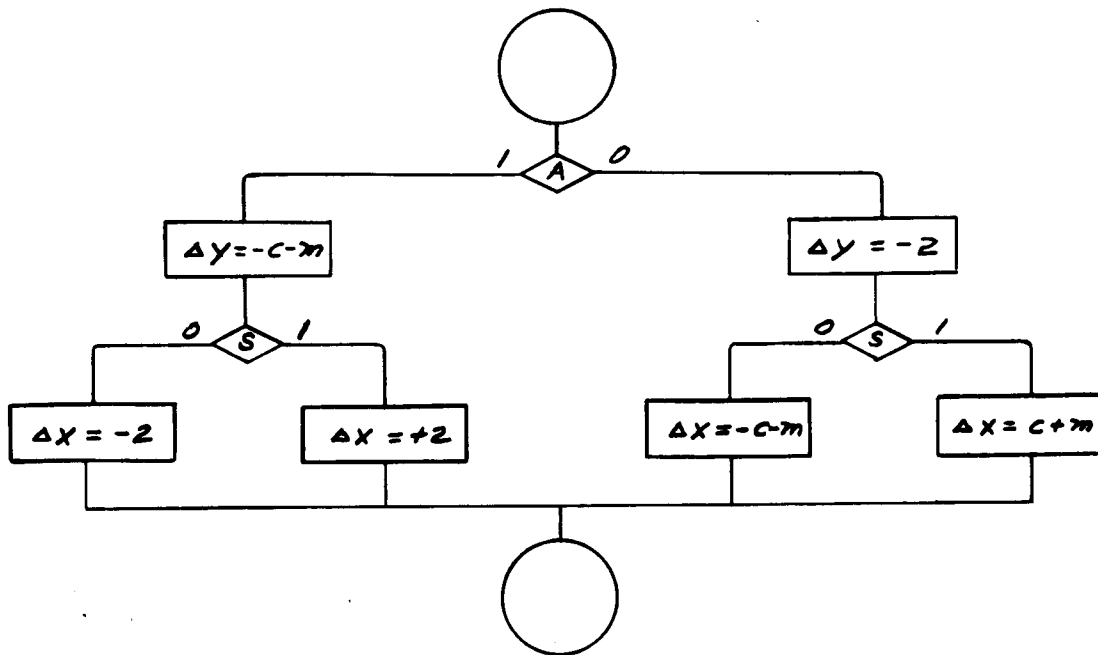 1 A 0
Δy=-c-m
Δy = -2
0 S 1
0 S 1
Δx = -2
Δx = +2
Δx=-c-m
Δx = c+m